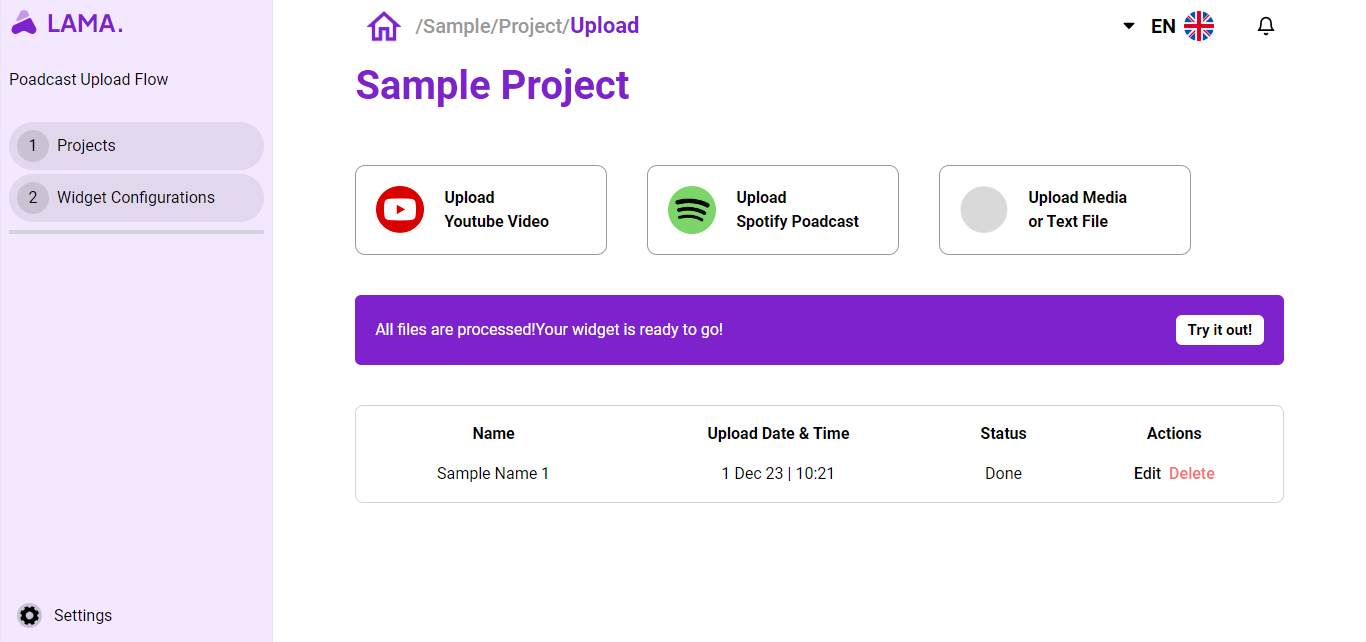 LAMA.
Poadcast Upload Flow
1 Projects
2 Widget Configurations
Settings
/Sample/Project/Upload
EN
Sample Project
Upload
Youtube Video
Upload
Spotify Poadcast
Upload Media
or Text File
All files are processed!Your widget is ready to go!
Try it out!
Name Upload Date & Time Status Actions
Sample Name 1 1 Dec 23 | 10:21 Done Edit Delete